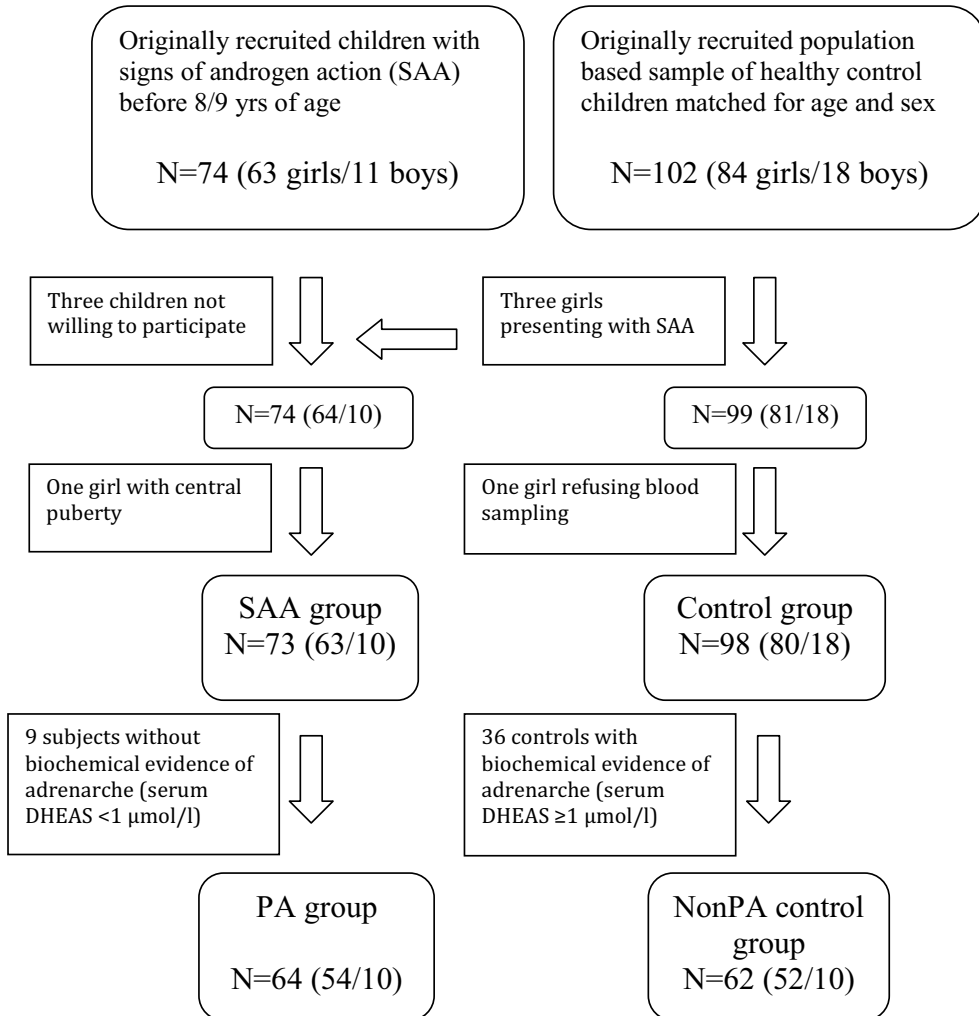 Originally recruited children with
signs of androgen action (SAA)
before 8/9 yrs of age
N=74 (63 girls/11 boys)
Originally recruited population
based sample of healthy control
children matched for age and sex
N=102 (84 girls/18 boys)
Three children not
willing to participate
Three girls
presenting with SAA
N=74 (64/10)
N=99 (81/18)
One girl with central
puberty
One girl refusing blood
sampling
SAA group
N=73 (63/10)
Control group
N=98 (80/18)
9 subjects without
biochemical evidence of
adrenarche (serum
DHEAS <1 µmol/l)
36 controls with
biochemical evidence of
adrenarche (serum
DHEAS ≥1 µmol/l)
PA group
N=64 (54/10)
NonPA control
group
N=62 (52/10)